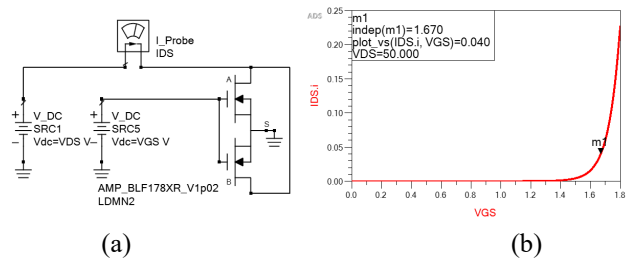 I_Probe
IDS
A
V_DC
SRC1
Vdc=VDS V
V_DC
SRC5
Vdc=VGS V
S
B
AMP_BLF178XR_V1p02
LDMN2
(a)
ADS
m1
indep(m1)=1.670
plot_vs(IDS.i, VGS)=0.040
VDS=50.000
IDS.i
0.25
0.20
0.15
0.10
0.05
0.00
m1
0.0 0.2 0.4 0.6 0.8 1.0 1.2 1.4 1.6 1.8
VGS
(b)